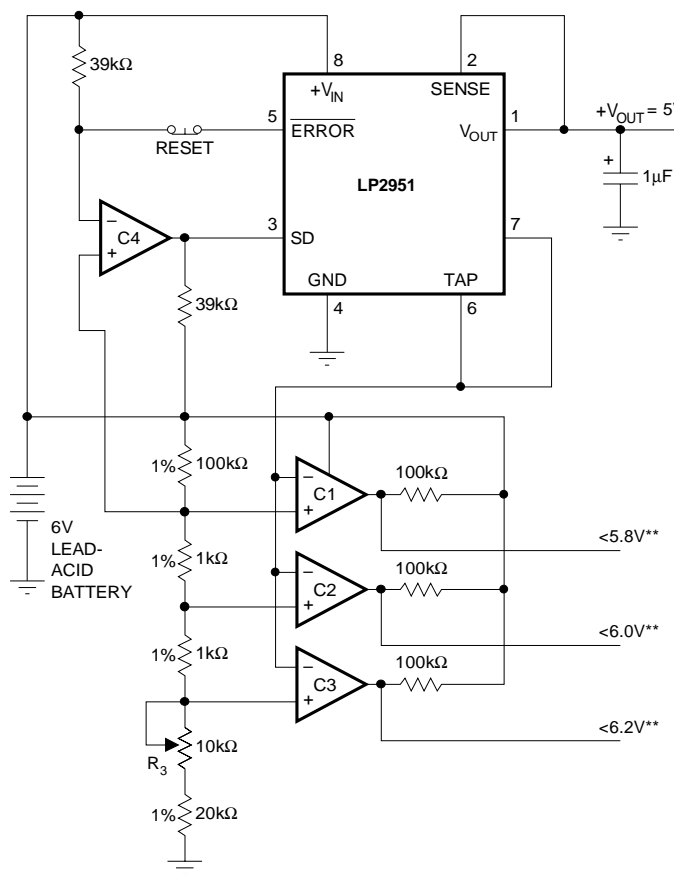 39kΩ
8
+VIN
2
SENSE
5
ERROR
RESET
1
VOUT
+VOUT = 5V
+
1µF
LP2951
C4
−
+
3
SD
7
39kΩ
GND
4
TAP
6
6V
LEAD-
ACID
BATTERY
1%
100kΩ
−
+
C1
100kΩ
<5.8V**
1%
1kΩ
−
+
C2
100kΩ
<6.0V**
1%
1kΩ
−
+
C3
100kΩ
<6.2V**
R3
10kΩ
1%
20kΩ